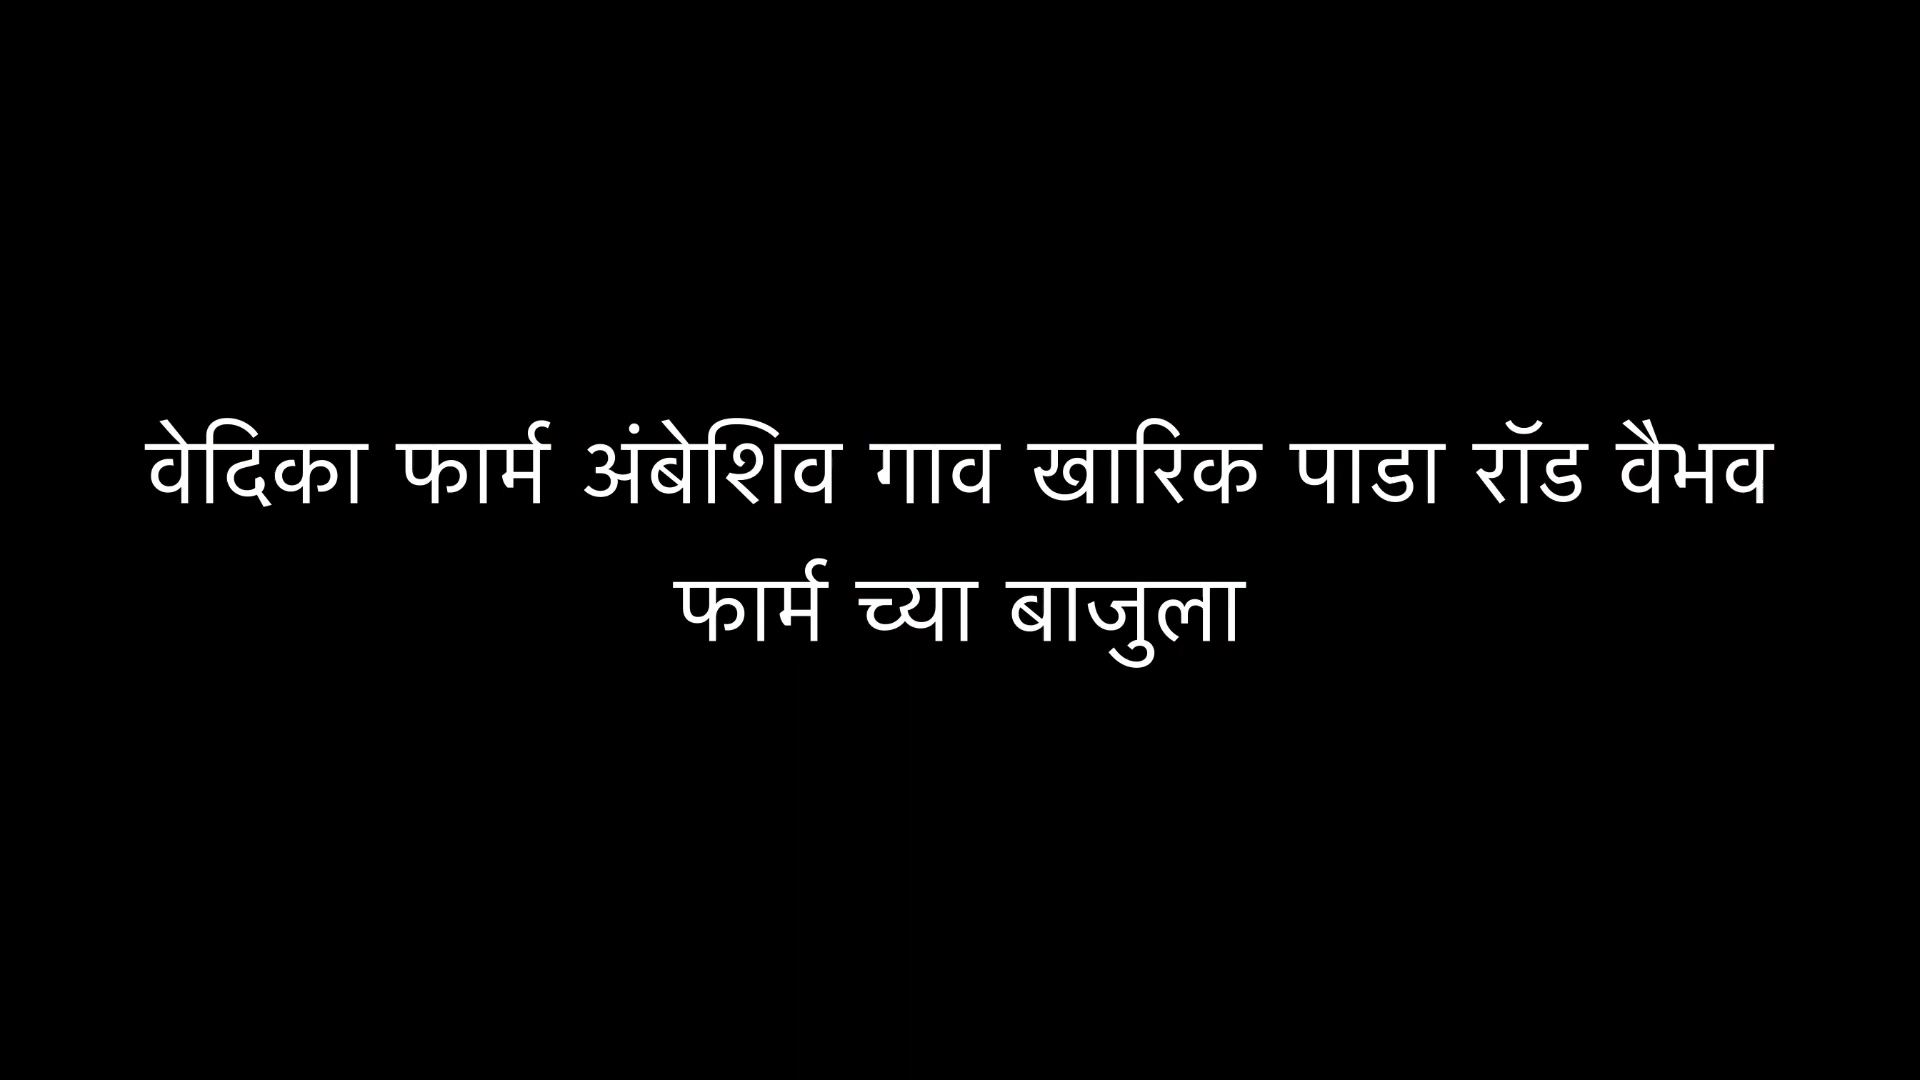 वेदिका फार्म अंबेशिव गाव खारिक पाडा रॉड वैभव
फार्म च्या बाजुला